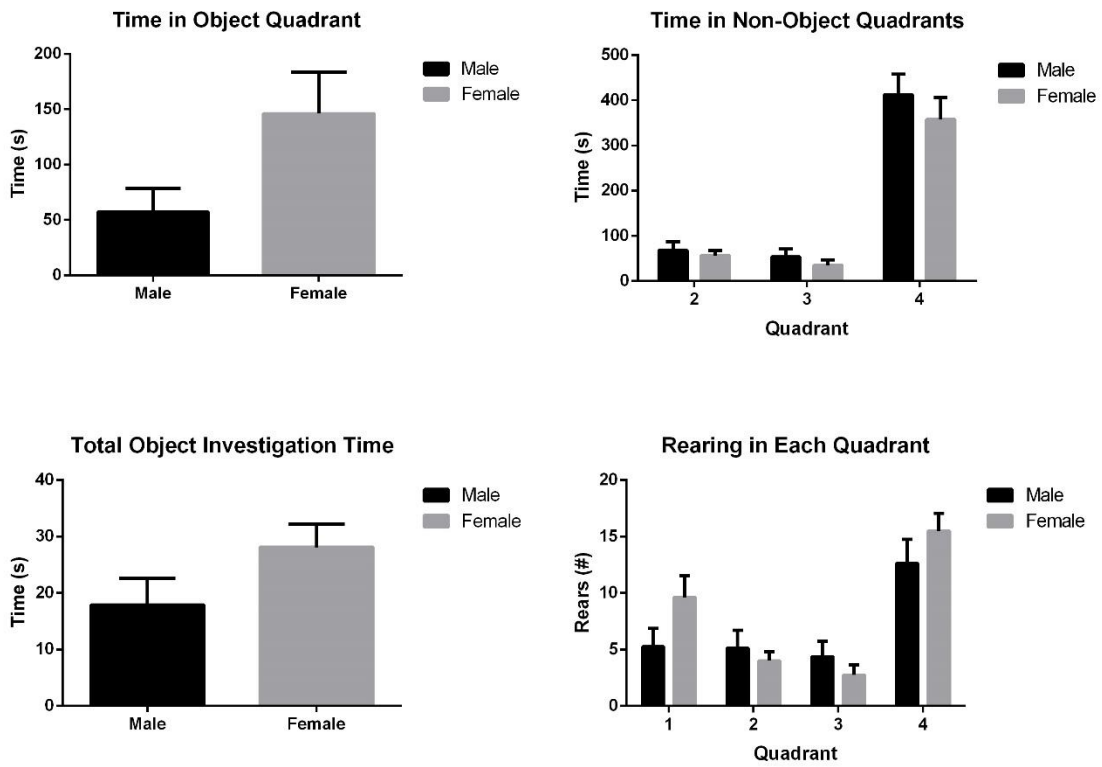 Time in Object Quadrant
200
150
100
50
0
Time (s)
Male
Female
Male
Female
Time in Non-Object Quadrants
500
400
300
200
100
0
Time (s)
2
3
4
Quadrant
Male
Female
Total Object Investigation Time
40
30
20
10
0
Time (s)
Male
Female
Male
Female
Rearing in Each Quadrant
20
15
10
5
0
Rears (#)
1
2
3
4
Quadrant
Male
Female